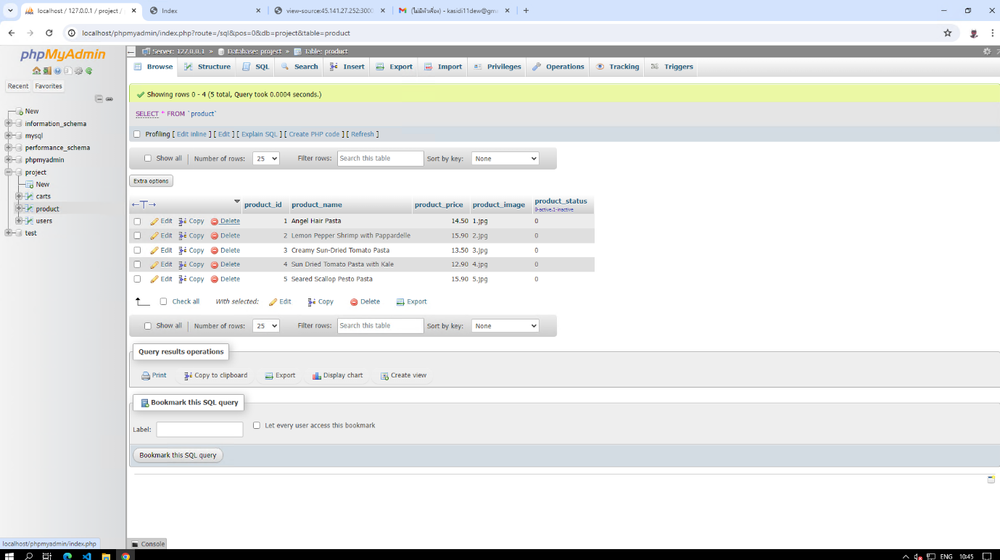 localhost / 127.0.0.1 / project / p
Index
view-source:45.141.27.252:3000
(ไม่มีหัวเรื่อง) - kasidi11dew@gma
localhost/phpmyadmin/index.php?route=/sql&pos=0&db=project&table=product
phpMyAdmin
Recent
Favorites
New
information_schema
mysql
performance_schema
phpmyadmin
project
New
carts
product
users
test
Server: 127.0.0.1 » Database: project » Table: product
Browse Structure SQL Search Insert Export Import Privileges Operations Tracking Triggers
Showing rows 0 - 4 (5 total, Query took 0.0004 seconds.)
SELECT * FROM `product`
Profiling [ Edit inline ] [ Edit ] [ Explain SQL ] [ Create PHP code ] [ Refresh ]
Show all Number of rows: 25 Filter rows: Search this table Sort by key: None
Extra options
←T→ product_id product_name product_price product_image product_status
0-active,1-inactive
Edit Copy Delete 1 Angel Hair Pasta 14.50 1.jpg 0
Edit Copy Delete 2 Lemon Pepper Shrimp with Pappardelle 15.90 2.jpg 0
Edit Copy Delete 3 Creamy Sun-Dried Tomato Pasta 13.50 3.jpg 0
Edit Copy Delete 4 Sun Dried Tomato Pasta with Kale 12.90 4.jpg 0
Edit Copy Delete 5 Seared Scallop Pesto Pasta 15.90 5.jpg 0
Check all With selected: Edit Copy Delete Export
Show all Number of rows: 25 Filter rows: Search this table Sort by key: None
Query results operations
Print Copy to clipboard Export Display chart Create view
Bookmark this SQL query
Label: Let every user access this bookmark
Bookmark this SQL query
localhost/phpmyadmin/index.php
Console
ENG 10:45